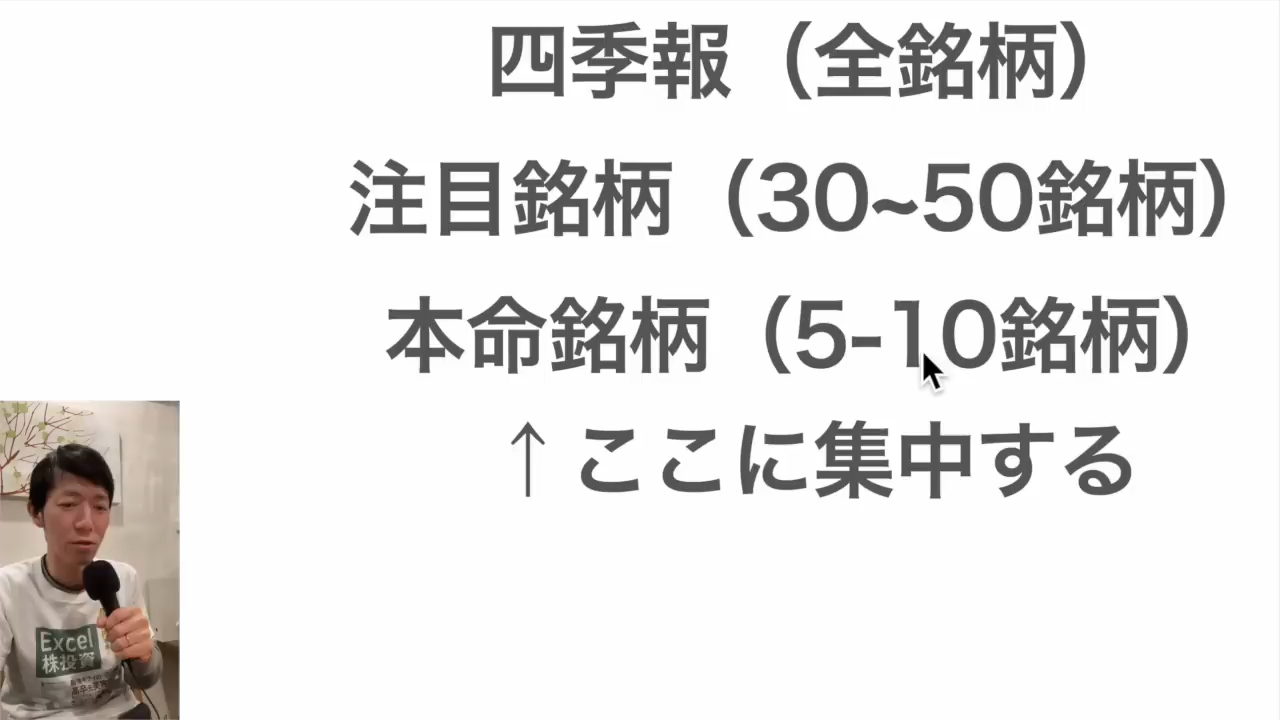 四季報（全銘柄）
注目銘柄（30~50銘柄）
本命銘柄（5-10銘柄）
↑ここに集中する
Excel
株投資